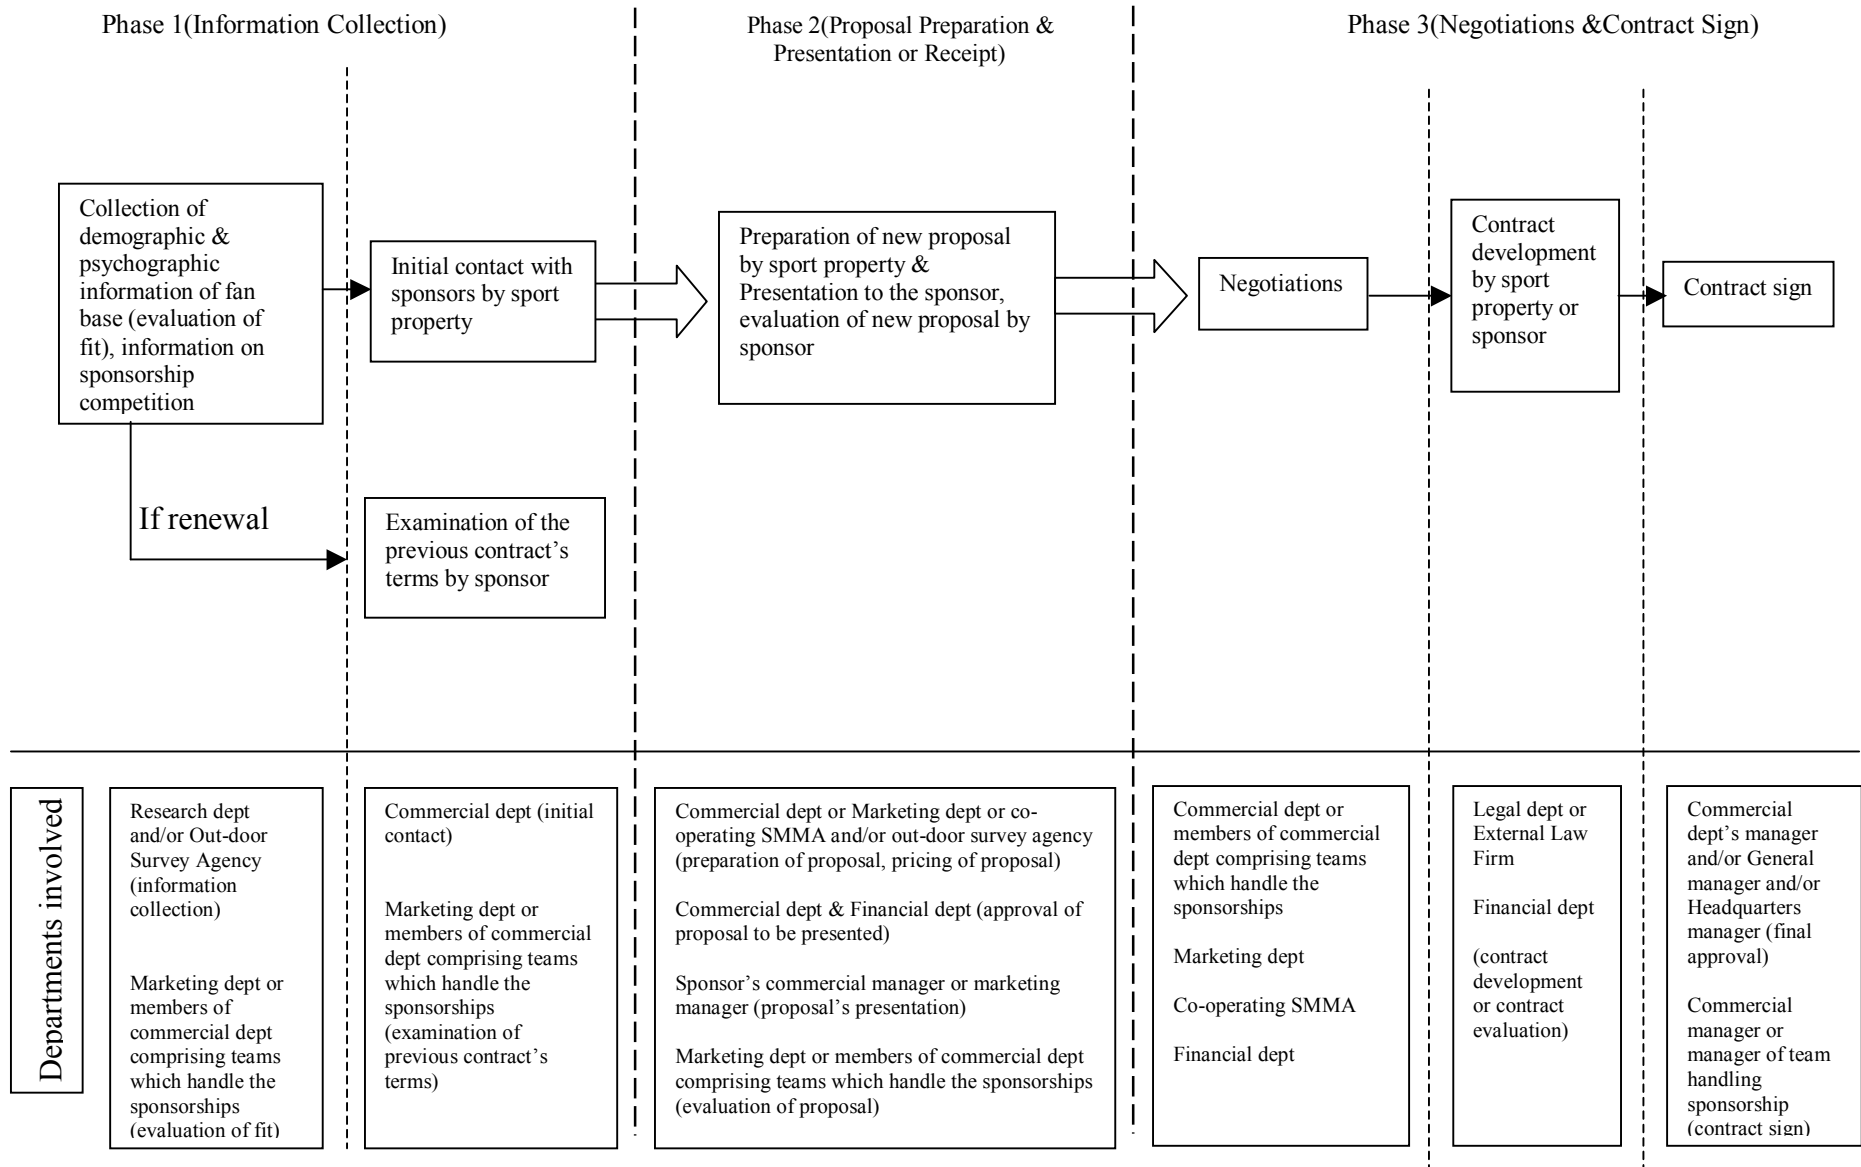 Phase 1(Information Collection)
Phase 2(Proposal Preparation &
Presentation or Receipt)
Phase 3(Negotiations &Contract Sign)
Collection of
demographic &
psychographic
information of fan
base (evaluation of
fit), information on
sponsorship
competition
Initial contact with
sponsors by sport
property
Preparation of new proposal
by sport property &
Presentation to the sponsor,
evaluation of new proposal by
sponsor
Negotiations
Contract
development
by sport
property or
sponsor
Contract sign
If renewal
Examination of the
previous contract’s
terms by sponsor
Departments involved
Research dept
and/or Out-door
Survey Agency
(information
collection)
Marketing dept or
members of
commercial dept
comprising teams
which handle the
sponsorships
(evaluation of fit)
Commercial dept (initial
contact)
Marketing dept or
members of commercial
dept comprising teams
which handle the
sponsorships
(examination of
previous contract’s
terms)
Commercial dept or Marketing dept or co-
operating SMMA and/or out-door survey agency
(preparation of proposal, pricing of proposal)
Commercial dept & Financial dept (approval of
proposal to be presented)
Sponsor’s commercial manager or marketing
manager (proposal’s presentation)
Marketing dept or members of commercial dept
comprising teams which handle the sponsorships
(evaluation of proposal)
Commercial dept or
members of commercial
dept comprising teams
which handle the
sponsorships
Marketing dept
Co-operating SMMA
Financial dept
Legal dept or
External Law
Firm
Financial dept
(contract
development
or contract
evaluation)
Commercial
dept’s manager
and/or General
manager and/or
Headquarters
manager (final
approval)
Commercial
manager or
manager of team
handling
sponsorship
(contract sign)